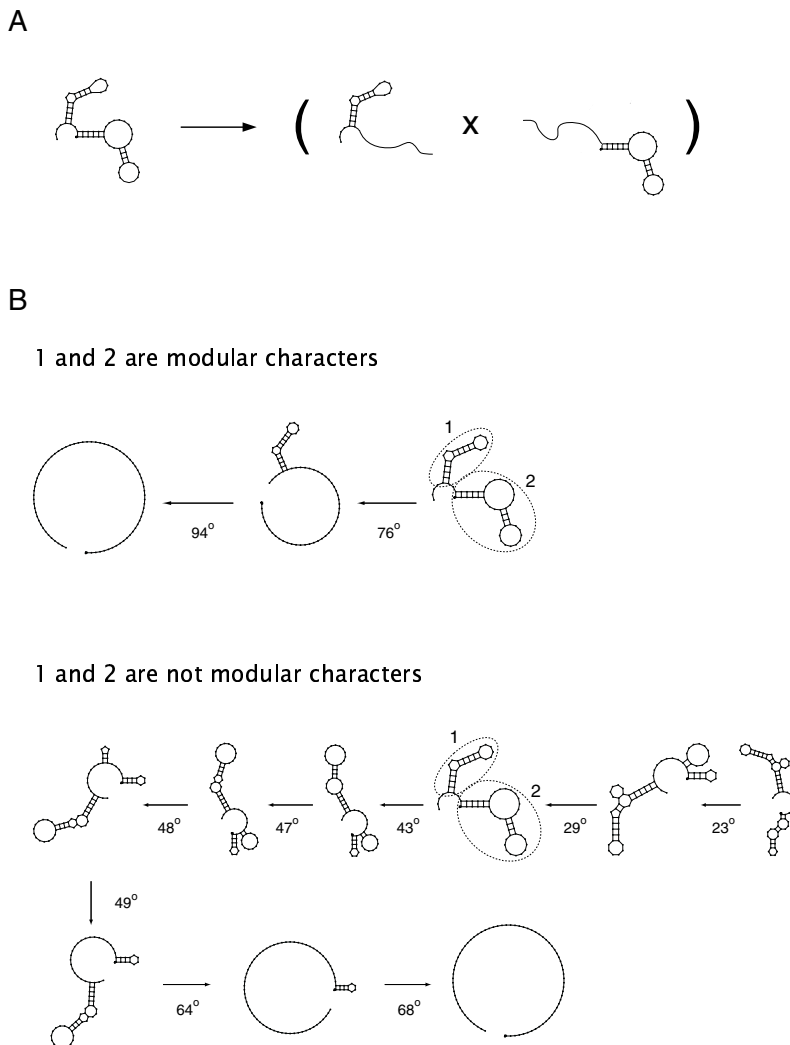 A
( x )
B
1 and 2 are modular characters
1
2
94° 76°
1 and 2 are not modular characters
1
2
48° 47° 43° 29° 23°
49°
64° 68°